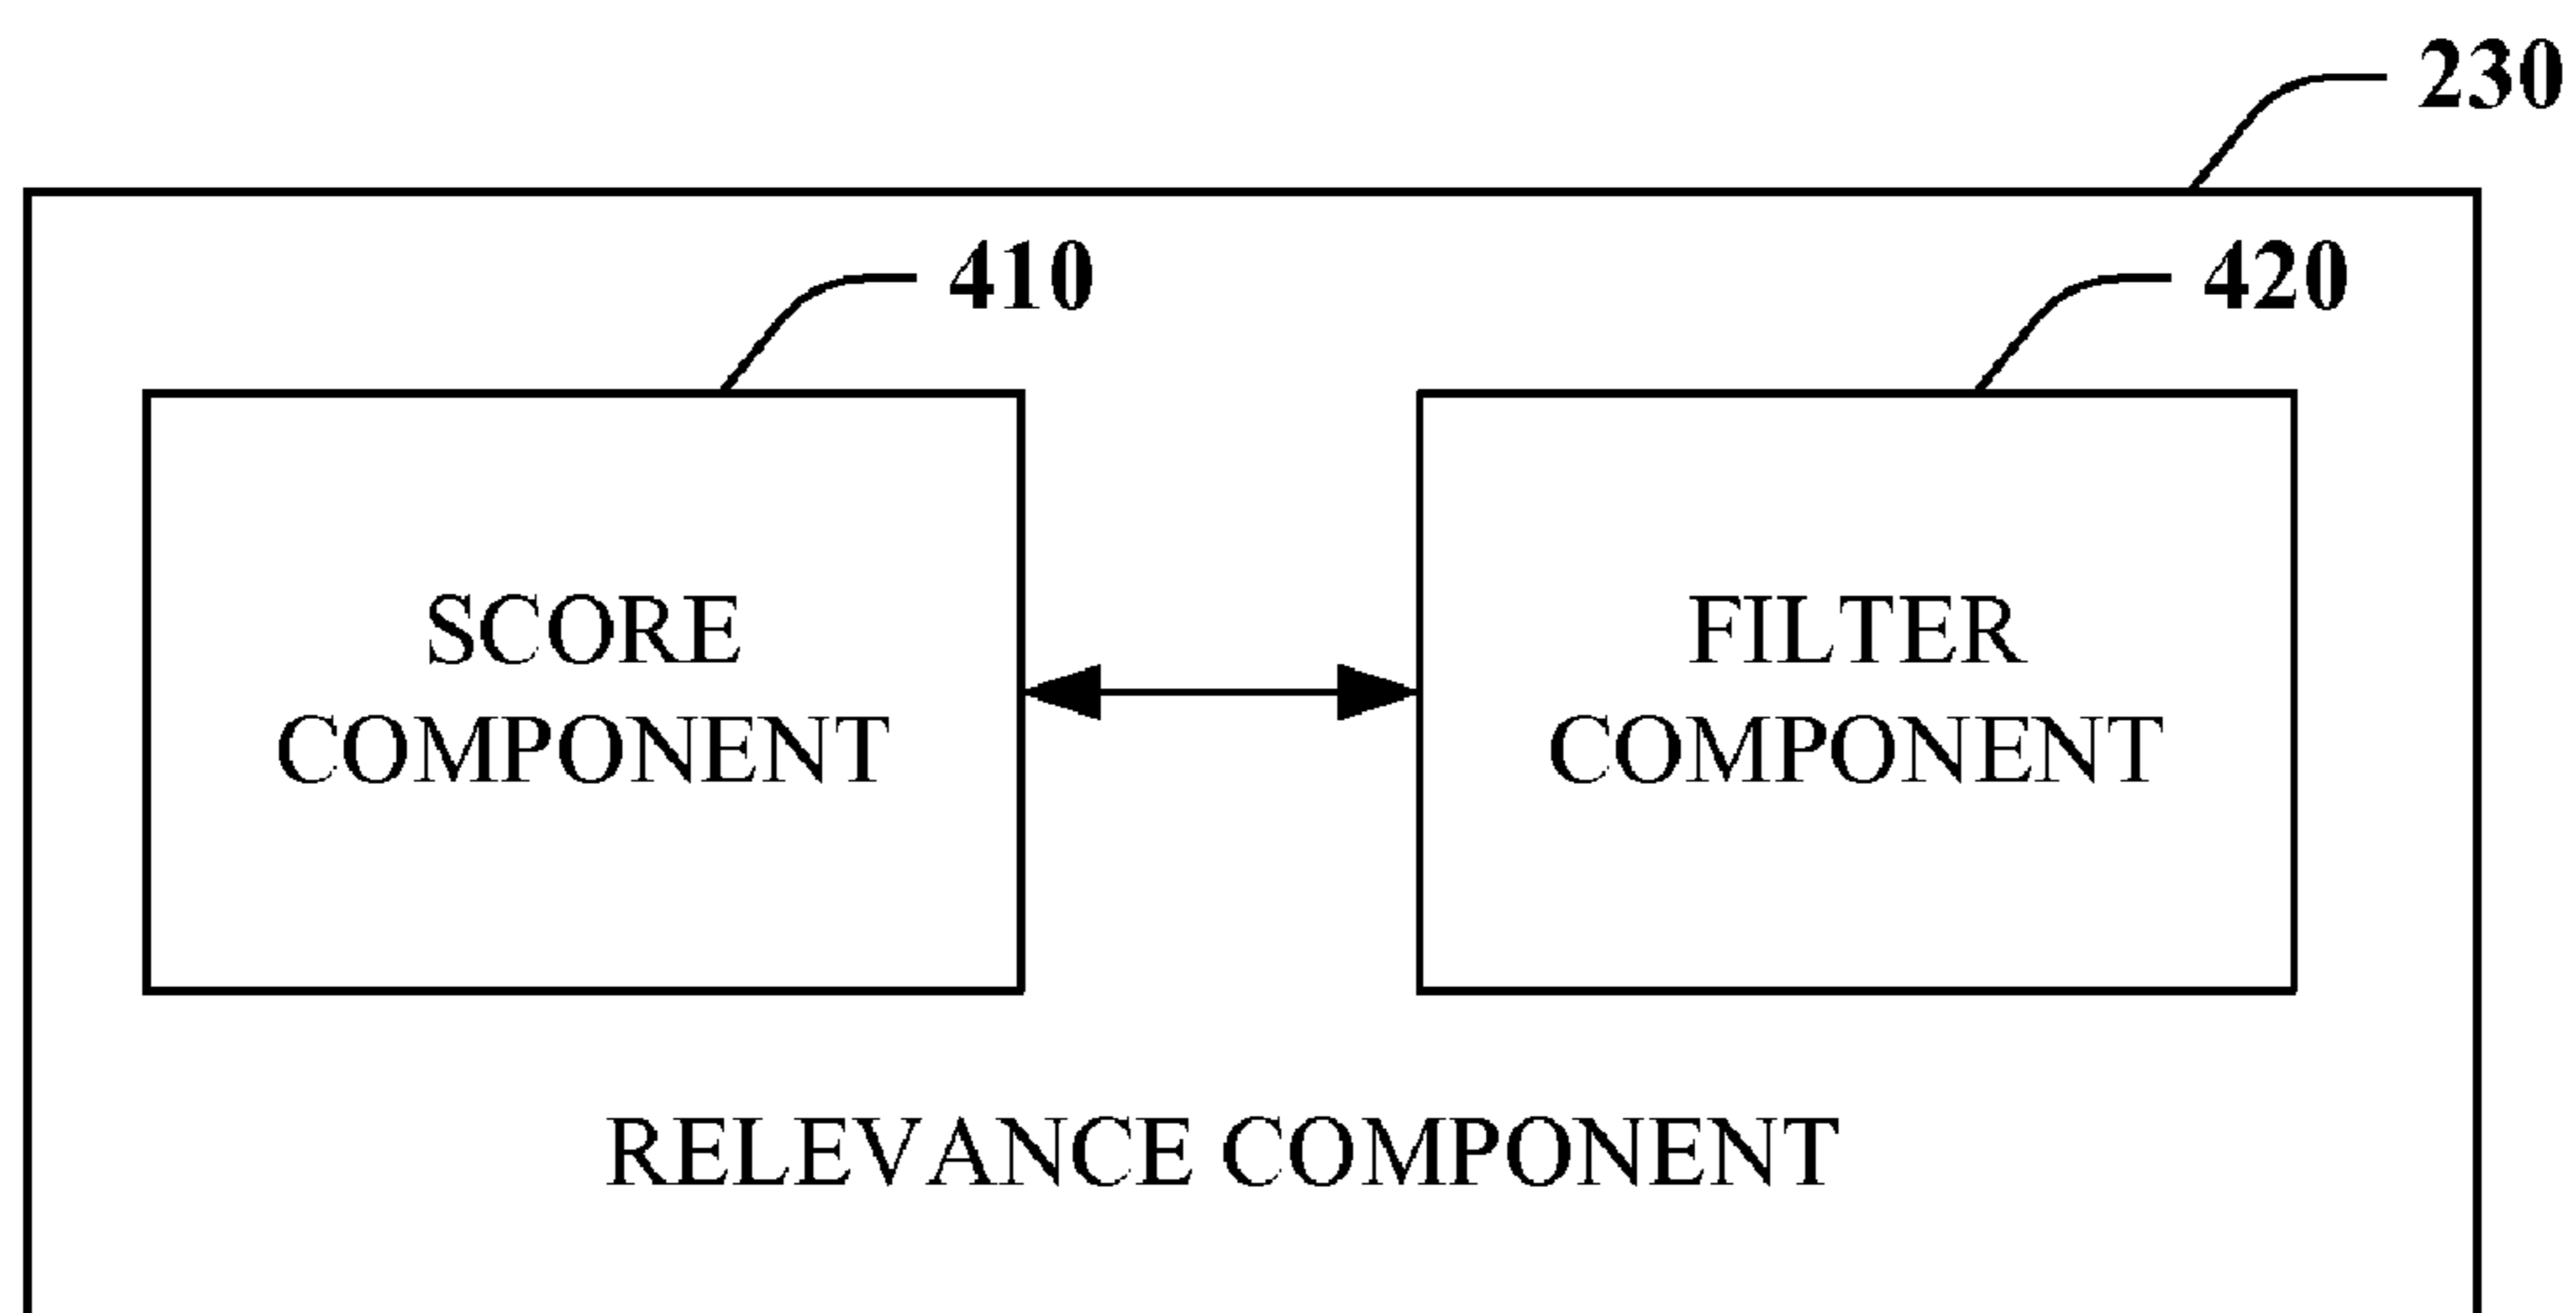 230
410
420
SCORE
COMPONENT
FILTER
COMPONENT
RELEVANCE COMPONENT